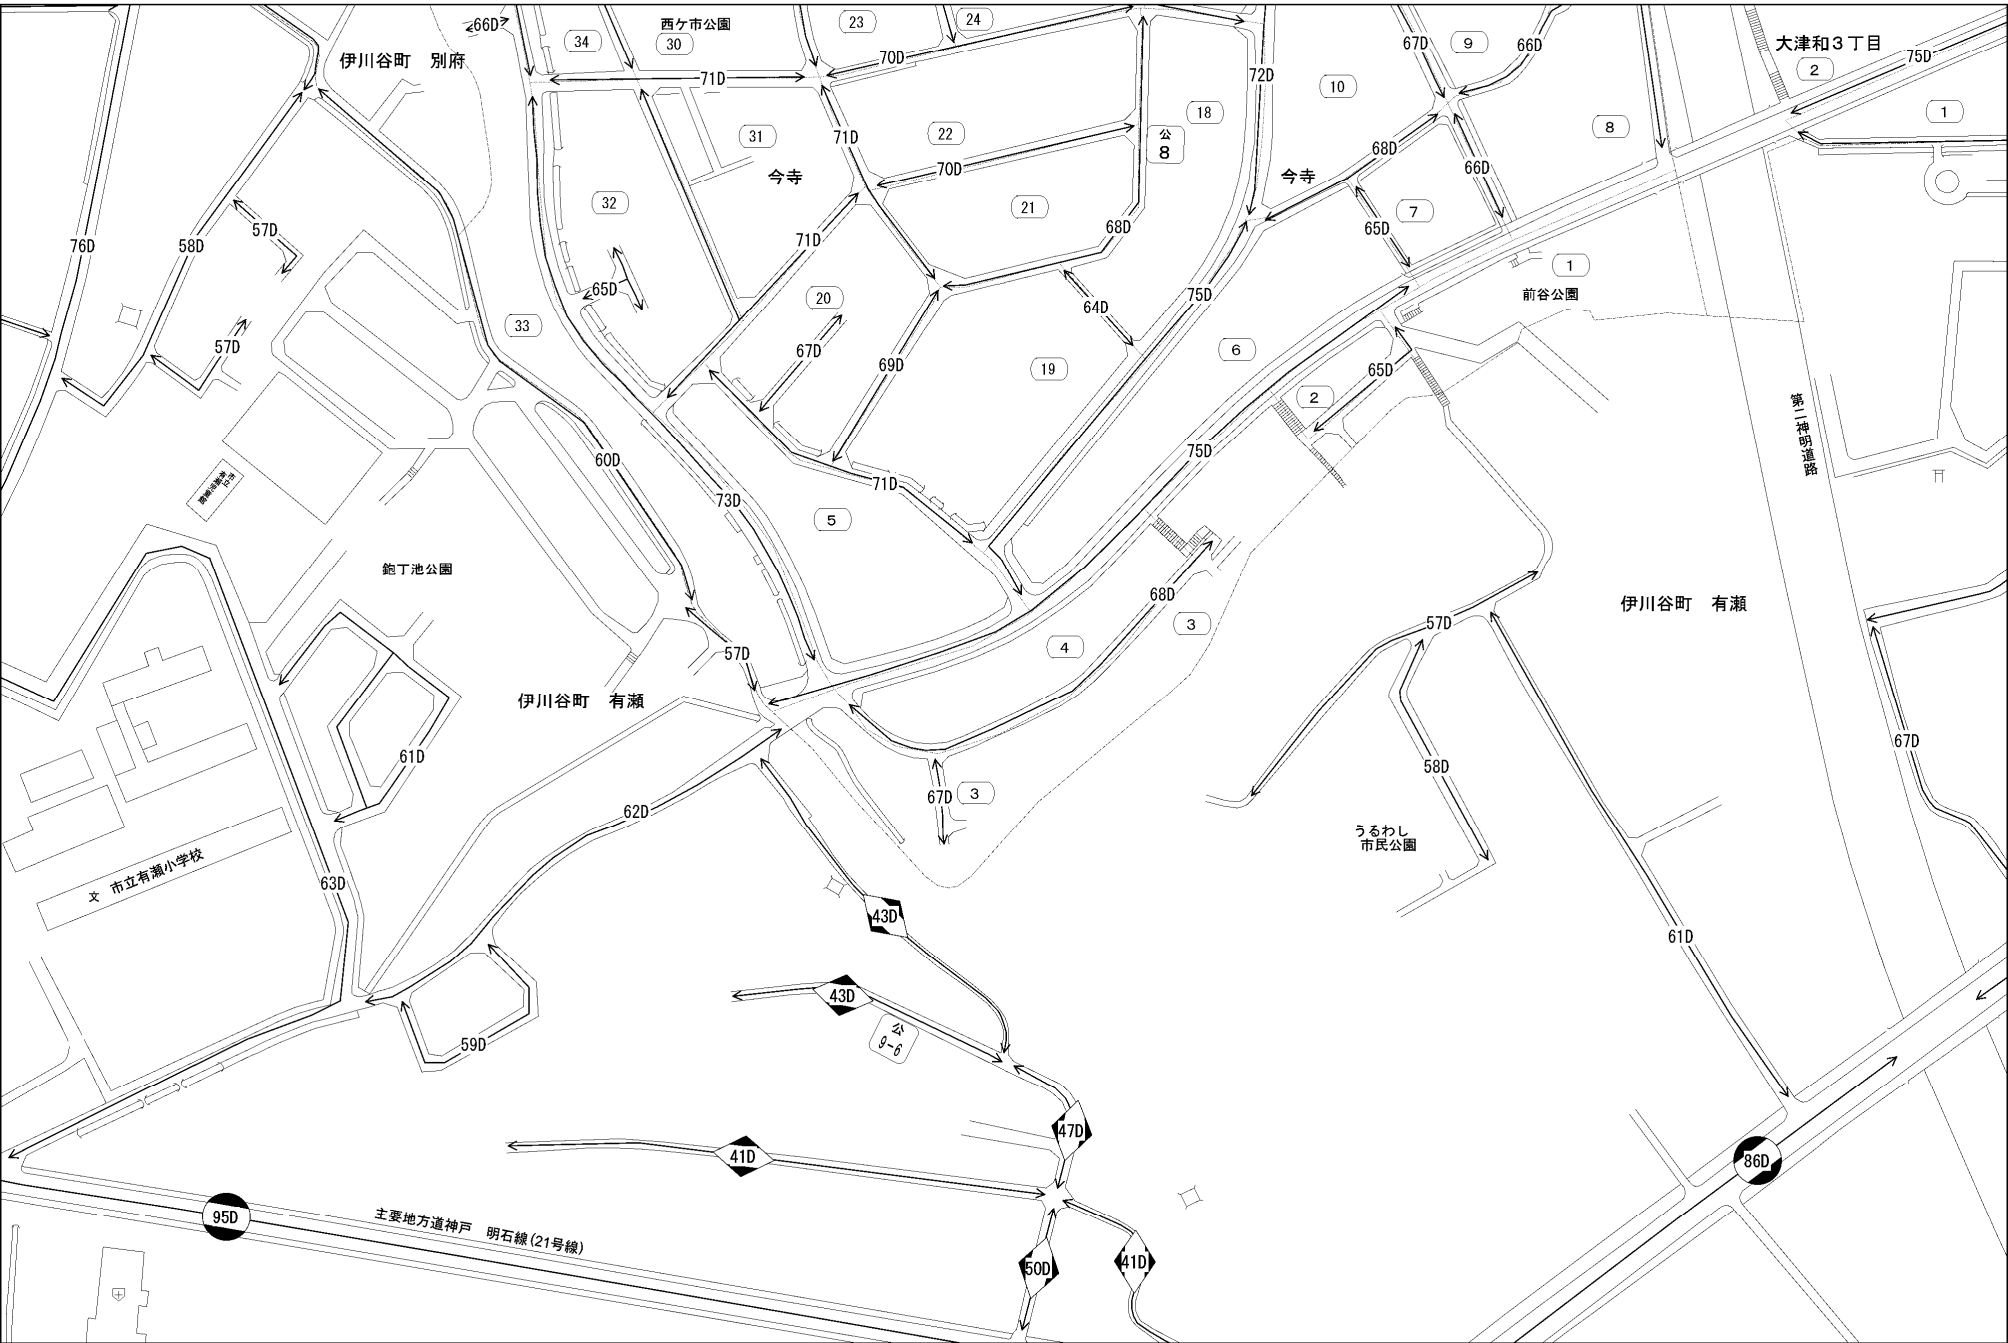 66D
34
30
西ケ市公園
23
24
伊川谷町 別府
71D
70D
72D
67D
9
66D
大津和３丁目
2
75D
10
18
1
31
71D
22
公
8
8
今寺
70D
68D
今寺
66D
32
21
7
76D
58D
57D
71D
68D
65D
65D
20
64D
75D
1
前谷公園
33
57D
67D
69D
19
6
65D
2
第二神明道路
60D
75D
市立
有瀬児童館
73D
71D
5
鉋丁池公園
68D
3
57D
伊川谷町 有瀬
57D
4
伊川谷町 有瀬
61D
58D
67D
62D
67D
3
うるわし
市民公園
文 市立有瀬小学校
63D
43D
61D
43D
公
9-6
59D
47D
41D
86D
95D
主要地方道神戸 明石線(21号線)
50D
41D